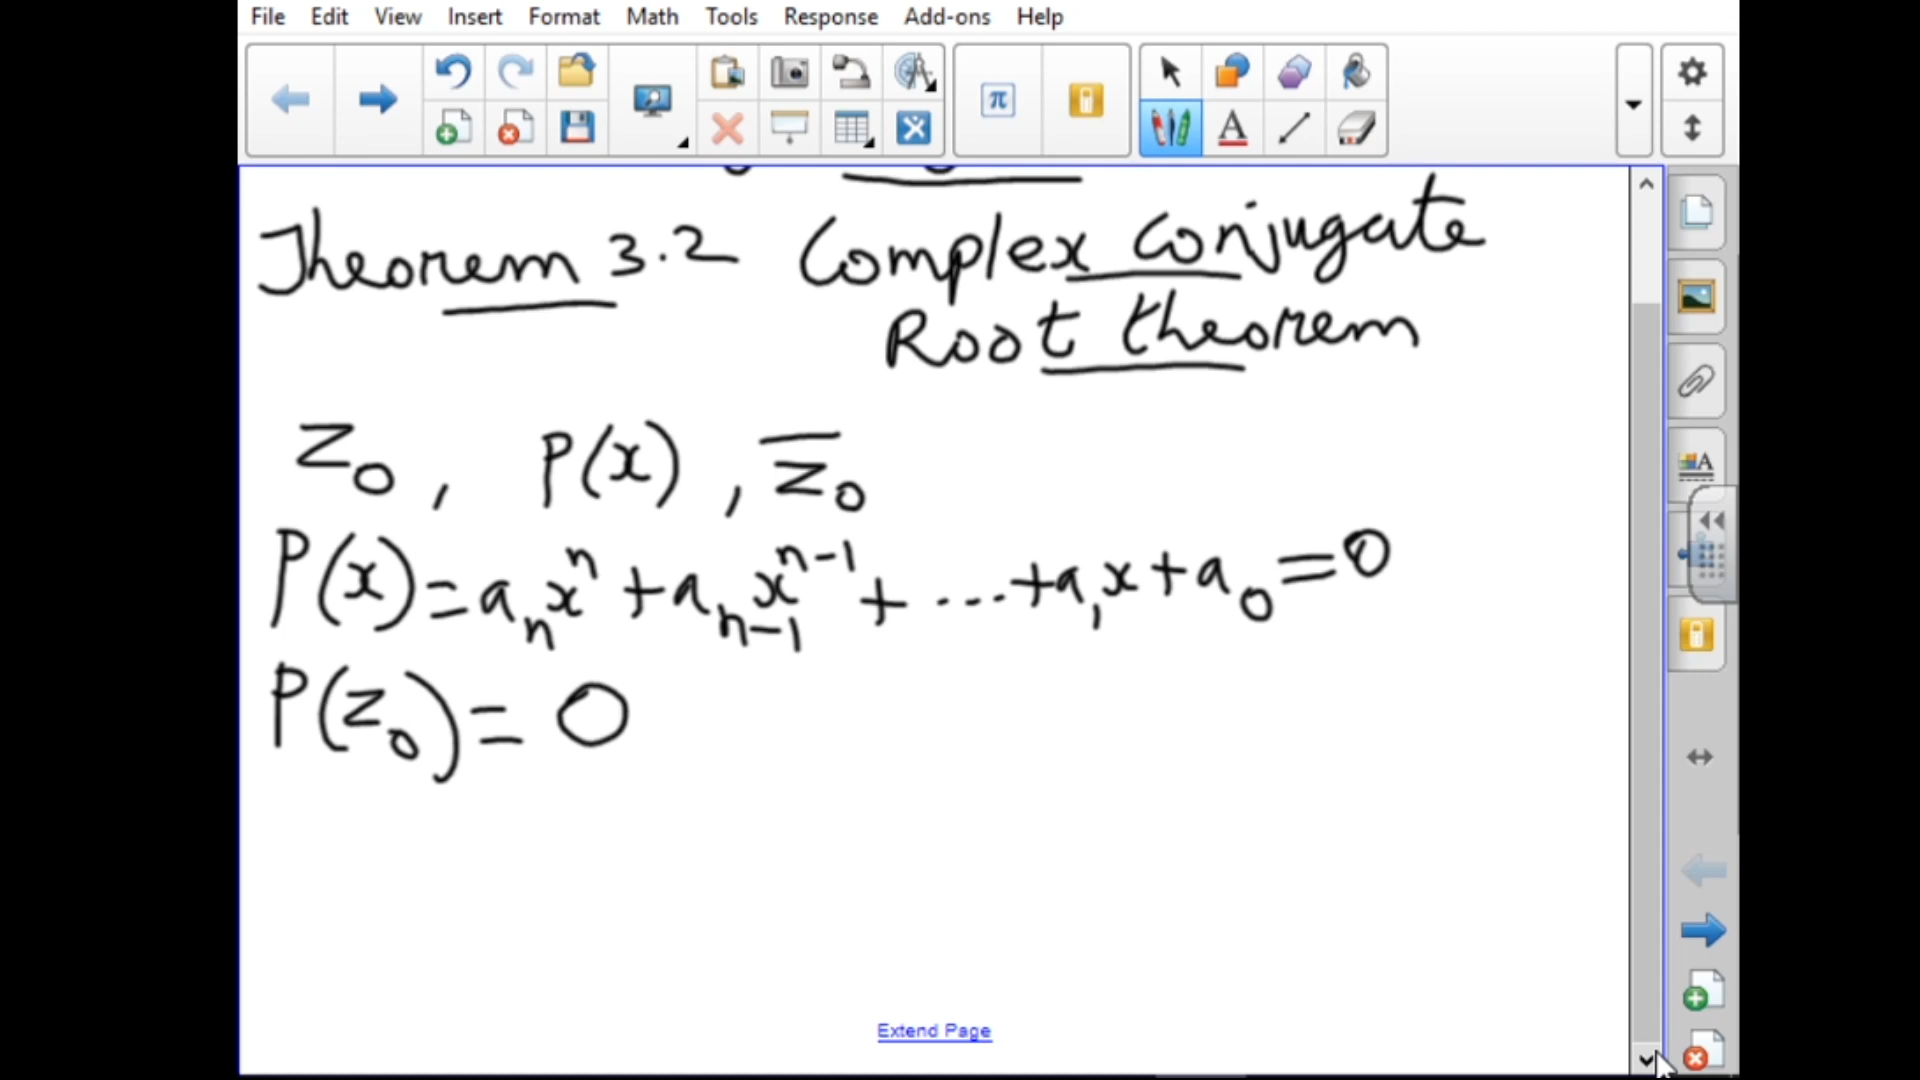 File Edit View Insert Format Math Tools Response Add-ons Help
Theorem 3.2 Complex Conjugate
Root theorem
z₀, P(x), z̅₀
P(x) = aₙxⁿ + aₙ₋₁xⁿ⁻¹ + ... + a₁x + a₀ = 0
P(z₀) = 0
Extend Page